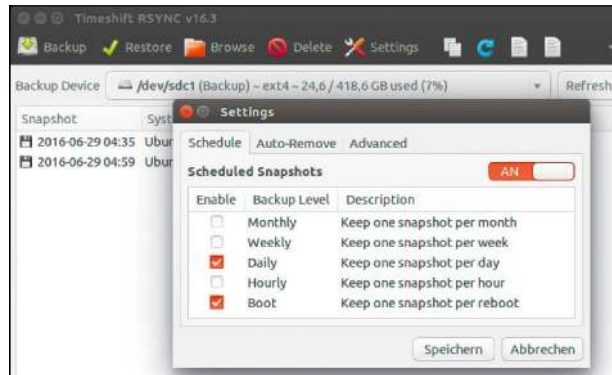 Timeshift RSYNC v16.3
Backup Restore Browse Delete Settings
Backup Device /dev/sdc1 (Backup) ~ ext4 ~ 24,6 / 418,6 GB used (7%) Refresh
Snapshot Syst
2016-06-29 04:35 Ubur
2016-06-29 04:59 Ubur
Settings
Schedule Auto-Remove Advanced
Scheduled Snapshots AN
Enable Backup Level Description
Monthly Keep one snapshot per month
Weekly Keep one snapshot per week
Daily Keep one snapshot per day
Hourly Keep one snapshot per hour
Boot Keep one snapshot per reboot
Speichern Abbrechen